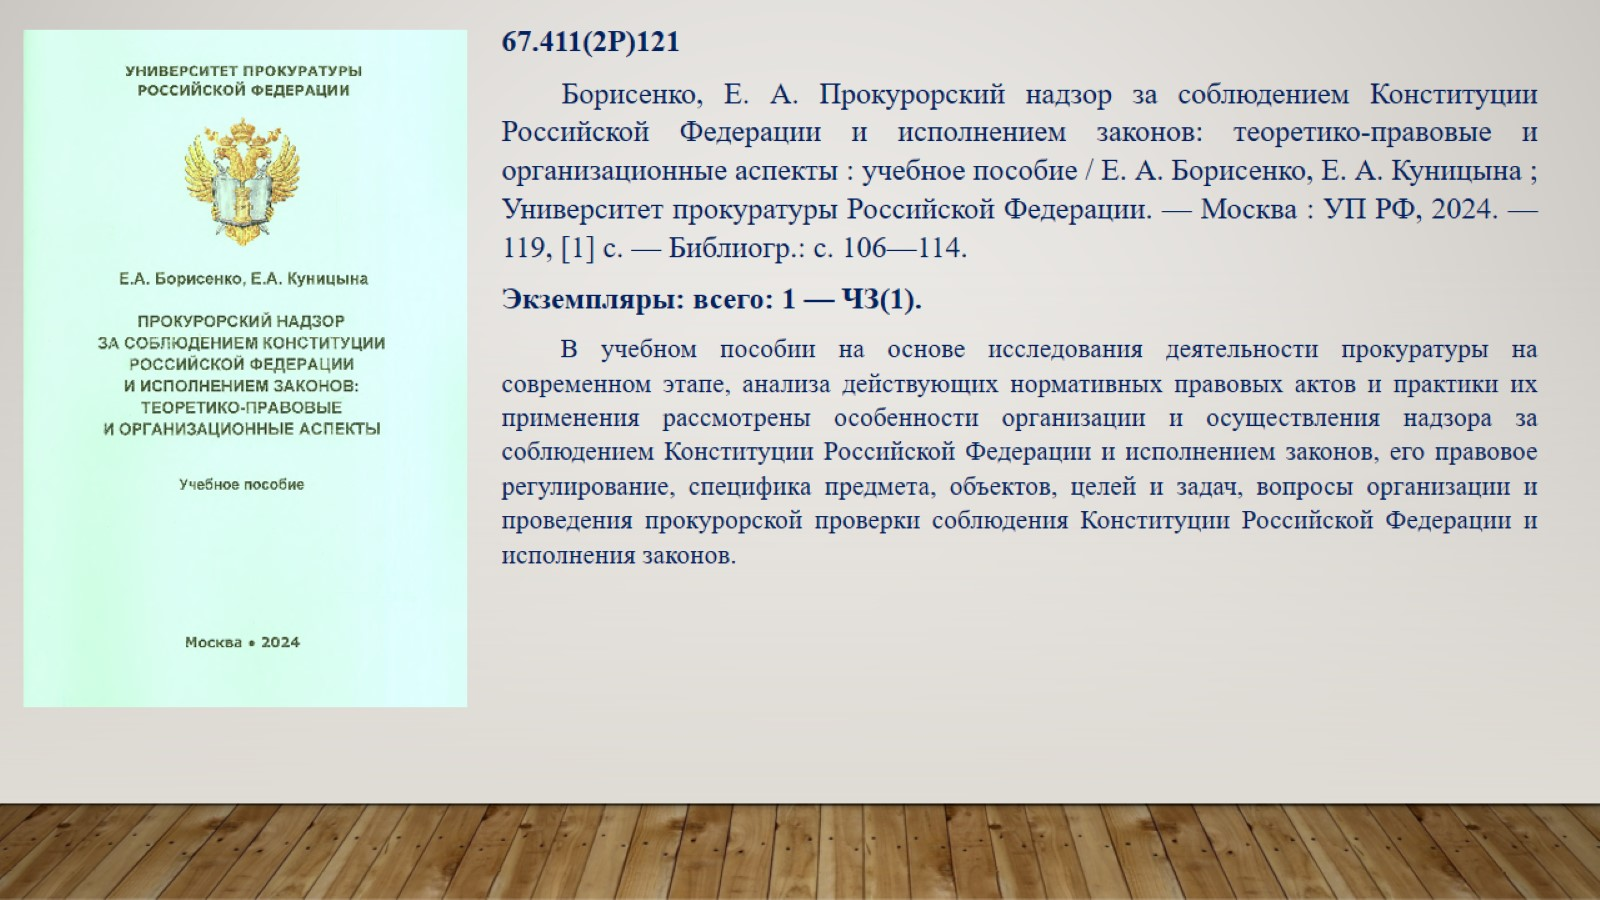 УНИВЕРСИТЕТ ПРОКУРАТУРЫ
РОССИЙСКОЙ ФЕДЕРАЦИИ
Е.А. Борисенко, Е.А. Куницына
ПРОКУРОРСКИЙ НАДЗОР
ЗА СОБЛЮДЕНИЕМ КОНСТИТУЦИИ
РОССИЙСКОЙ ФЕДЕРАЦИИ
И ИСПОЛНЕНИЕМ ЗАКОНОВ:
ТЕОРЕТИКО-ПРАВОВЫЕ
И ОРГАНИЗАЦИОННЫЕ АСПЕКТЫ
Учебное пособие
Москва • 2024
67.411(2Р)121
Борисенко, Е. А. Прокурорский надзор за соблюдением Конституции
Российской Федерации и исполнением законов: теоретико-правовые и
организационные аспекты : учебное пособие / Е. А. Борисенко, Е. А. Куницына ;
Университет прокуратуры Российской Федерации. — Москва : УП РФ, 2024. —
119, [1] с. — Библиогр.: с. 106—114.
Экземпляры: всего: 1 — ЧЗ(1).
В учебном пособии на основе исследования деятельности прокуратуры на
современном этапе, анализа действующих нормативных правовых актов и практики их
применения рассмотрены особенности организации и осуществления надзора за
соблюдением Конституции Российской Федерации и исполнением законов, его правовое
регулирование, специфика предмета, объектов, целей и задач, вопросы организации и
проведения прокурорской проверки соблюдения Конституции Российской Федерации и
исполнения законов.